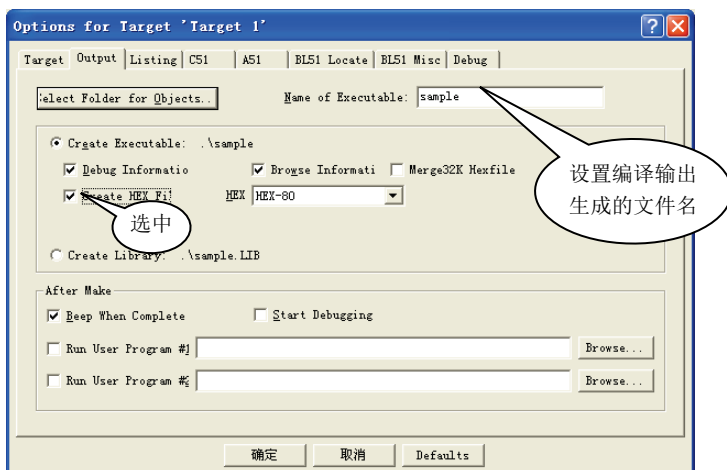 Options for Target 'Target 1'
Target Output Listing C51 A51 BL51 Locate BL51 Misc Debug
Select Folder for Objects.. Name of Executable: sample
Create Executable: .\sample
Debug Informatio Browse Informati Merge32K Hexfile
Create HEX Fi HEX HEX-80
选中
设置编译输出
生成的文件名
Create Library: .\sample.LIB
After Make
Beep When Complete Start Debugging
Run User Program #1 Browse...
Run User Program #2 Browse...
确定 取消 Defaults